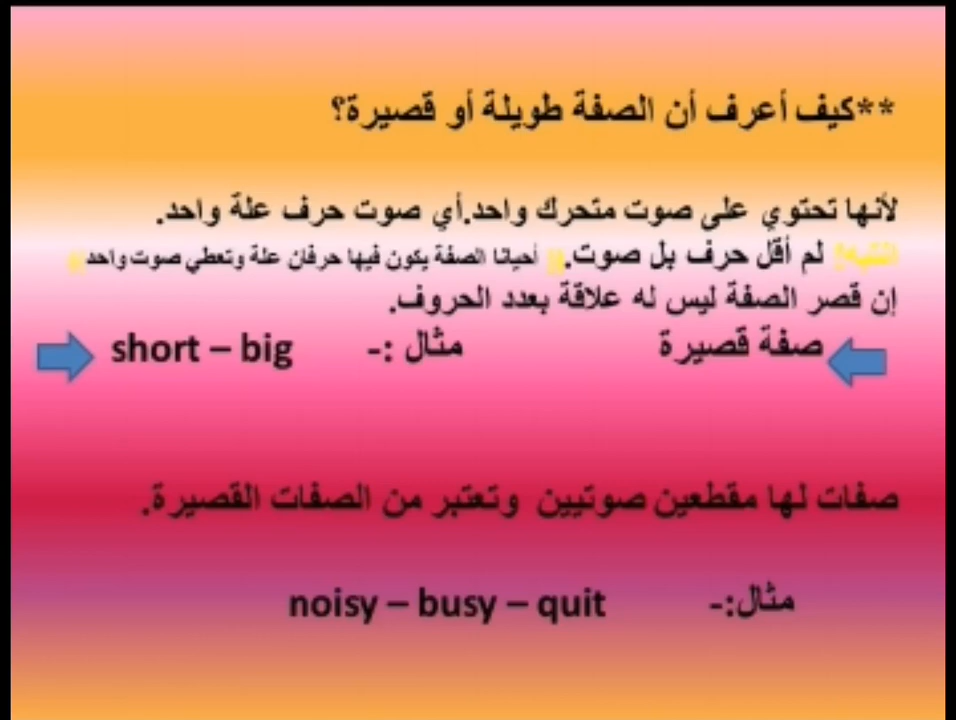 **كيف أعرف أن الصفة طويلة أو قصيرة؟
لأنها تحتوي على صوت متحرك واحد.أي صوت حرف علة واحد.
انتبه! لم أقل حرف بل صوت.(( أحيانا الصفة يكون فيها حرفان علة وتعطي صوت واحد))
إن قصر الصفة ليس له علاقة بعدد الحروف.
صفة قصيرة مثال :- short – big
صفات لها مقطعين صوتيين وتعتبر من الصفات القصيرة.
مثال:- noisy – busy – quit